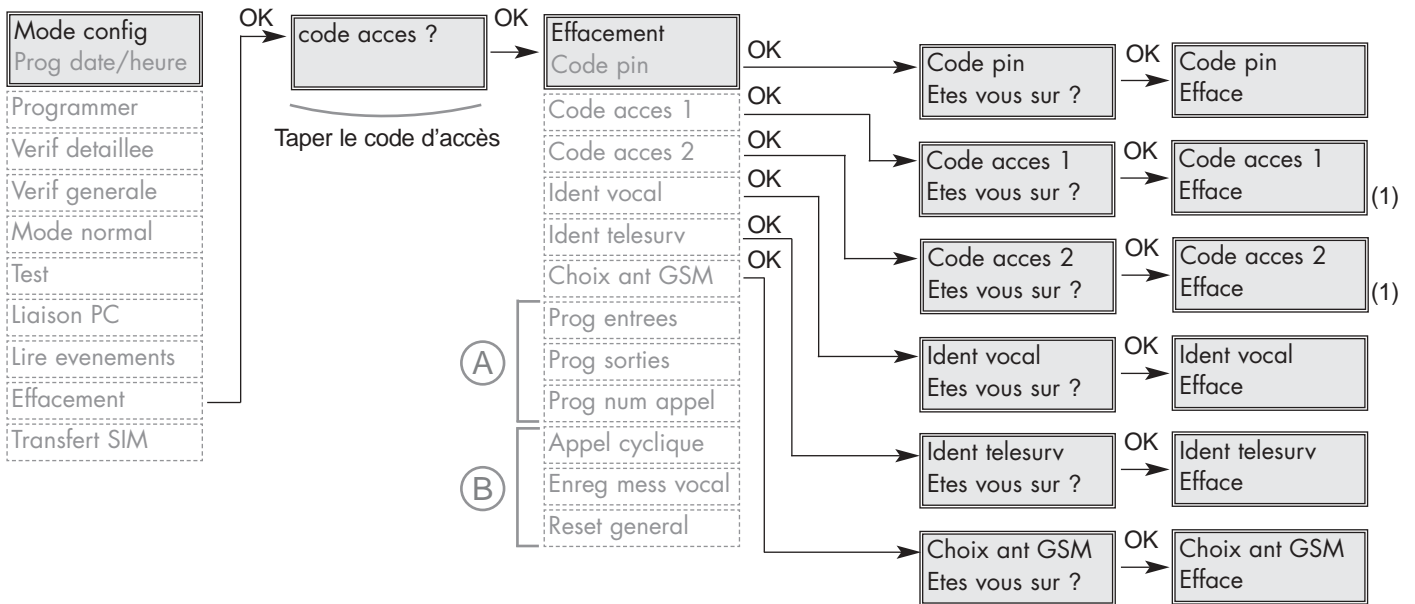 Mode config
Prog date/heure
Programmer
Verif detaillee
Verif generale
Mode normal
Test
Liaison PC
Lire evenements
Effacement
Transfert SIM
OK
code acces ?
Taper le code d'accès
OK
Effacement
Code pin
Code acces 1
Code acces 2
Ident vocal
Ident telesurv
Choix ant GSM
A
Prog entrees
Prog sorties
Prog num appel
B
Appel cyclique
Enreg mess vocal
Reset general
OK
Code pin
Etes vous sur ?
OK
Code pin
Efface
OK
Code acces 1
Etes vous sur ?
OK
Code acces 1
Efface
(1)
OK
Code acces 2
Etes vous sur ?
OK
Code acces 2
Efface
(1)
OK
Ident vocal
Etes vous sur ?
OK
Ident vocal
Efface
OK
Ident telesurv
Etes vous sur ?
OK
Ident telesurv
Efface
OK
Choix ant GSM
Etes vous sur ?
OK
Choix ant GSM
Efface